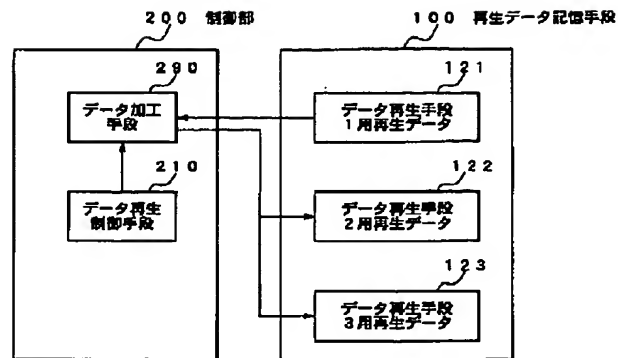 200 制御部
100 再生データ記憶手段
290
データ加工
手段
210
データ再生
制御手段
121
データ再生手段
1用再生データ
122
データ再生手段
2用再生データ
123
データ再生手段
3用再生データ